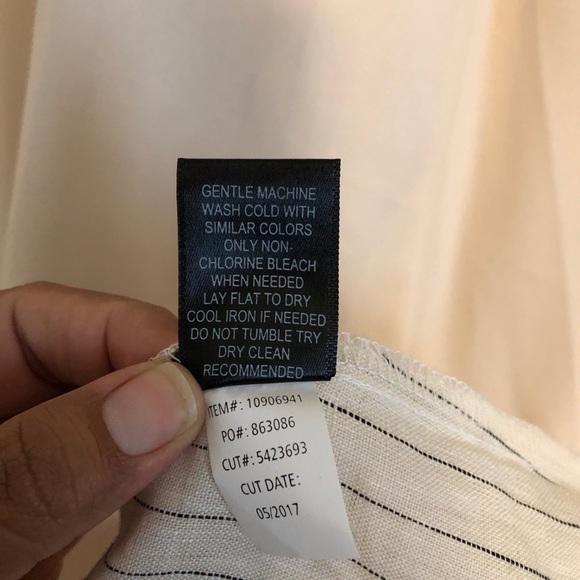 GENTLE MACHINE
WASH COLD WITH
SIMILAR COLORS
ONLY NON-
CHLORINE BLEACH
WHEN NEEDED
LAY FLAT TO DRY
COOL IRON IF NEEDED
DO NOT TUMBLE TRY
DRY CLEAN
RECOMMENDED
ITEM#: 10906941
PO#: 863086
CUT#: 5423693
CUT DATE:
05/2017